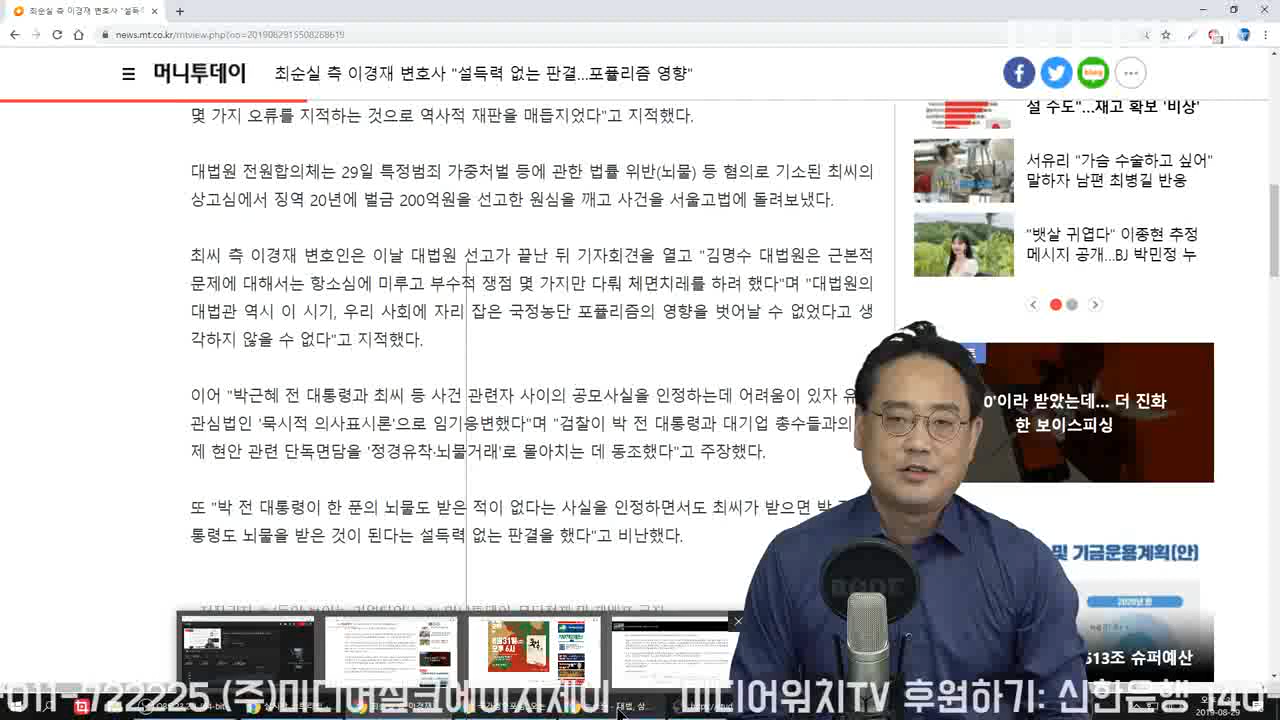 최순실 측 이경재 변호사 "설득
news.mt.co.kr/mtview.php?no=2019082915508268619
머니투데이
최순실 측 이경재 변호사 "설득력 없는 판결...포퓰리즘 영향"
blog
몇 가지 오류를 지적하는 것으로 역사적 재판을 매듭지었다"고 지적했다.
대법원 전원합의체는 29일 특정범죄 가중처벌 등에 관한 법률 위반(뇌물) 등 혐의로 기소된 최씨의
상고심에서 징역 20년에 벌금 200억원을 선고한 원심을 깨고 사건을 서울고법에 돌려보냈다.
최씨 측 이경재 변호인은 이날 대법원 선고가 끝난 뒤 기자회견을 열고 "김명수 대법원은 근본적
문제에 대해서는 항소심에 미루고 부수적 쟁점 몇 가지만 다뤄 체면치레를 하려 했다"며 "대법원의
대법관 역시 이 시기, 우리 사회에 자리 잡은 국정농단 포퓰리즘의 영향을 벗어날 수 없었다고 생
각하지 않을 수 없다"고 지적했다.
이어 "박근혜 전 대통령과 최씨 등 사건 관련자 사이의 공모사실을 인정하는데 어려움이 있자
관심법인 '묵시적 의사표시론'으로 임기응변했다"며 "검찰이 박 전 대통령과 대기업 총수들과의
제 현안 관련 단독면담을 '정경유착·뇌물거래'로 몰아치는 데 동조했다"고 주장했다.
또 "박 전 대통령이 한 푼의 뇌물도 받은 적이 없다는 사실을 인정하면서도 최씨가 받으면 박
통령도 뇌물을 받은 것이 된다는 설득력 없는 판결을 했다"고 비난했다.
설 수도"...재고 확보 '비상'
서유리 "가슴 수술하고 싶어"
말하자 남편 최병길 반응
"뱃살 귀엽다" 이종현 추정
메시지 공개...BJ 박민정 누
0'이라 받았는데... 더 진화
한 보이스피싱
및 기금운용계획(안)
2020년 예
513조 슈퍼예산
RODE
미디어워치TV 후원하기: 신한은행 140
2019-08-29